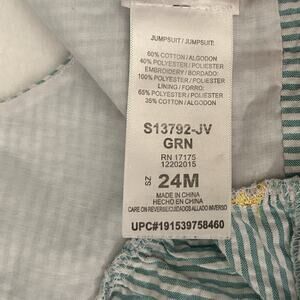 JUMPSUIT / JUMPSUIT:
60% COTTON / ALGODON
40% POLYESTER / POLIESTER
EMBROIDERY / BORDADO:
100% POLYESTER / POLIESTER
LINING / FORRO:
65% POLYESTER / POLIESTER
35% COTTON / ALGODON
S13792-JV
GRN
RN 17175
12202015
SZ 24M
MADE IN CHINA
HECHO EN CHINA
CARE ON REVERSE/CUIDADOS AL LADO INVERSO
UPC#191539758460